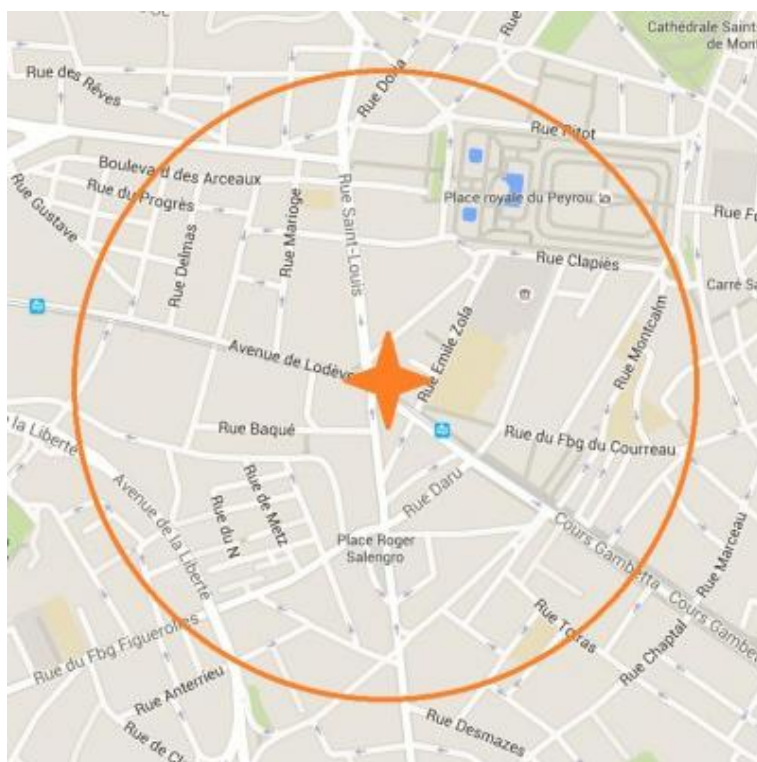 Cathédrale Saint
de Mont
Rue Doria
Rue des Rêves
Rue Pitot
Boulevard des Arceaux
Rue du Progrès
Place royale du Peyrou
Rue Gustave
Rue Marioge
Rue Saint-Louis
Rue Fo
Rue Delmas
Rue Clapiès
Carré Sa
Rue Montcalm
Rue Emile Zola
Avenue de Lodève
Rue Baqué
Rue du Fbg du Courreau
e la Liberté
Avenue de la Liberté
Rue de Metz
Rue du N
Rue Daru
Place Roger
Salengro
Cours Gambetta
Rue Marceau
Cours Gambet
Rue Toiras
Rue Chaptal
Rue du Fbg Figuerolles
Rue Anterrieu
Rue Desmazes
Rue de Ch